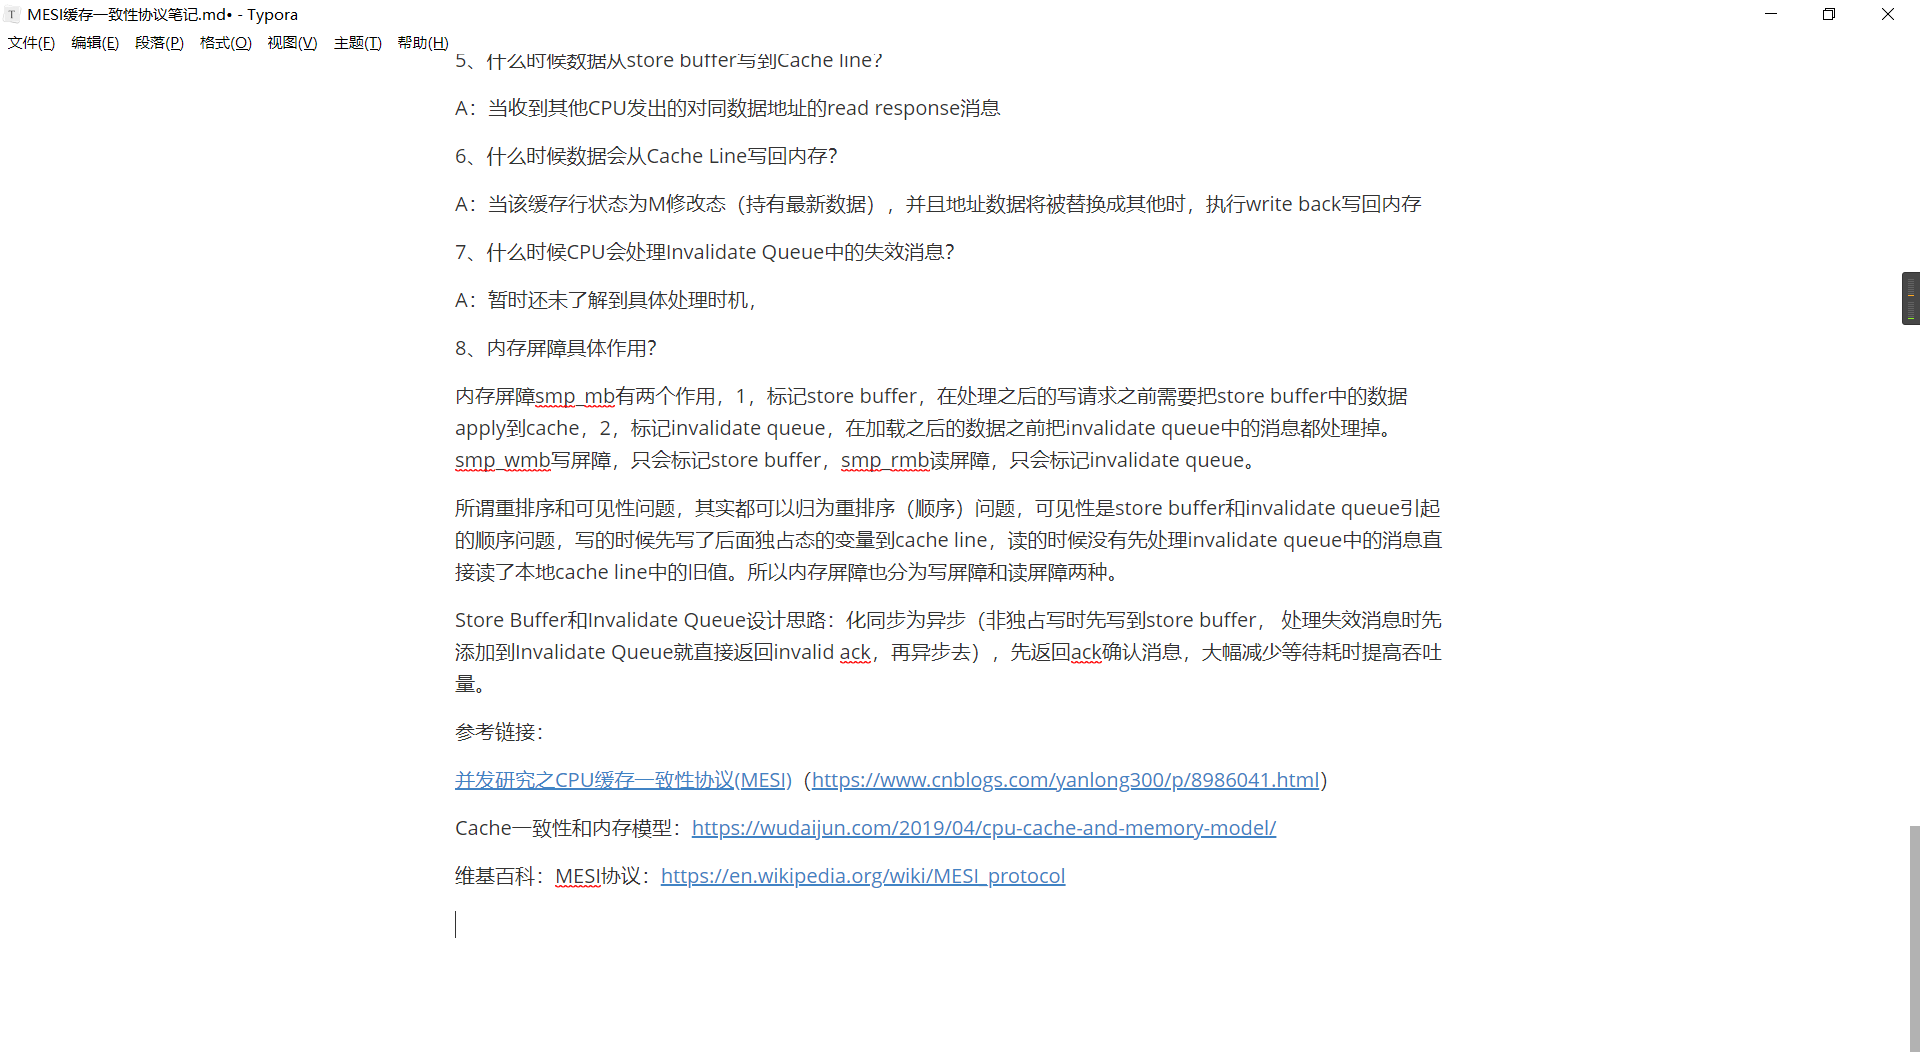 MESI缓存一致性协议笔记.md• - Typora
文件(F) 编辑(E) 段落(P) 格式(O) 视图(V) 主题(T) 帮助(H)
5、什么时候数据从store buffer写到Cache line？
A：当收到其他CPU发出的对同数据地址的read response消息
6、什么时候数据会从Cache Line写回内存？
A：当该缓存行状态为M修改态（持有最新数据），并且地址数据将被替换成其他时，执行write back写回内存
7、什么时候CPU会处理Invalidate Queue中的失效消息？
A：暂时还未了解到具体处理时机，
8、内存屏障具体作用？
内存屏障smp_mb有两个作用，1，标记store buffer，在处理之后的写请求之前需要把store buffer中的数据
apply到cache，2，标记invalidate queue，在加载之后的数据之前把invalidate queue中的消息都处理掉。
smp_wmb写屏障，只会标记store buffer，smp_rmb读屏障，只会标记invalidate queue。
所谓重排序和可见性问题，其实都可以归为重排序（顺序）问题，可见性是store buffer和invalidate queue引起
的顺序问题，写的时候先写了后面独占态的变量到cache line，读的时候没有先处理invalidate queue中的消息直
接读了本地cache line中的旧值。所以内存屏障也分为写屏障和读屏障两种。
Store Buffer和Invalidate Queue设计思路：化同步为异步（非独占写时先写到store buffer， 处理失效消息时先
添加到Invalidate Queue就直接返回invalid ack，再异步去），先返回ack确认消息，大幅减少等待耗时提高吞吐
量。
参考链接：
并发研究之CPU缓存一致性协议(MESI)（https://www.cnblogs.com/yanlong300/p/8986041.html）
Cache一致性和内存模型：https://wudaijun.com/2019/04/cpu-cache-and-memory-model/
维基百科：MESI协议：https://en.wikipedia.org/wiki/MESI_protocol